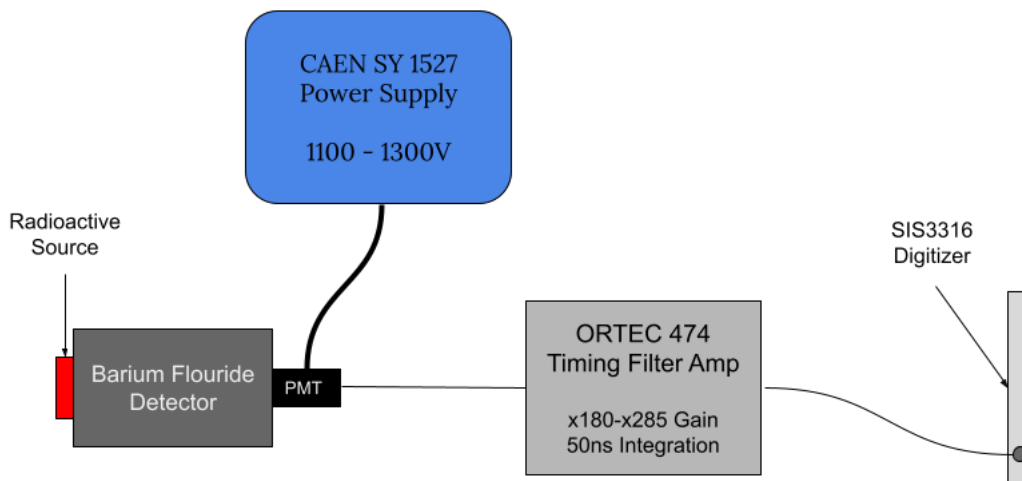 CAEN SY 1527
Power Supply
1100 - 1300V
Radioactive
Source
SIS3316
Digitizer
Barium Flouride
Detector
PMT
ORTEC 474
Timing Filter Amp
x180-x285 Gain
50ns Integration